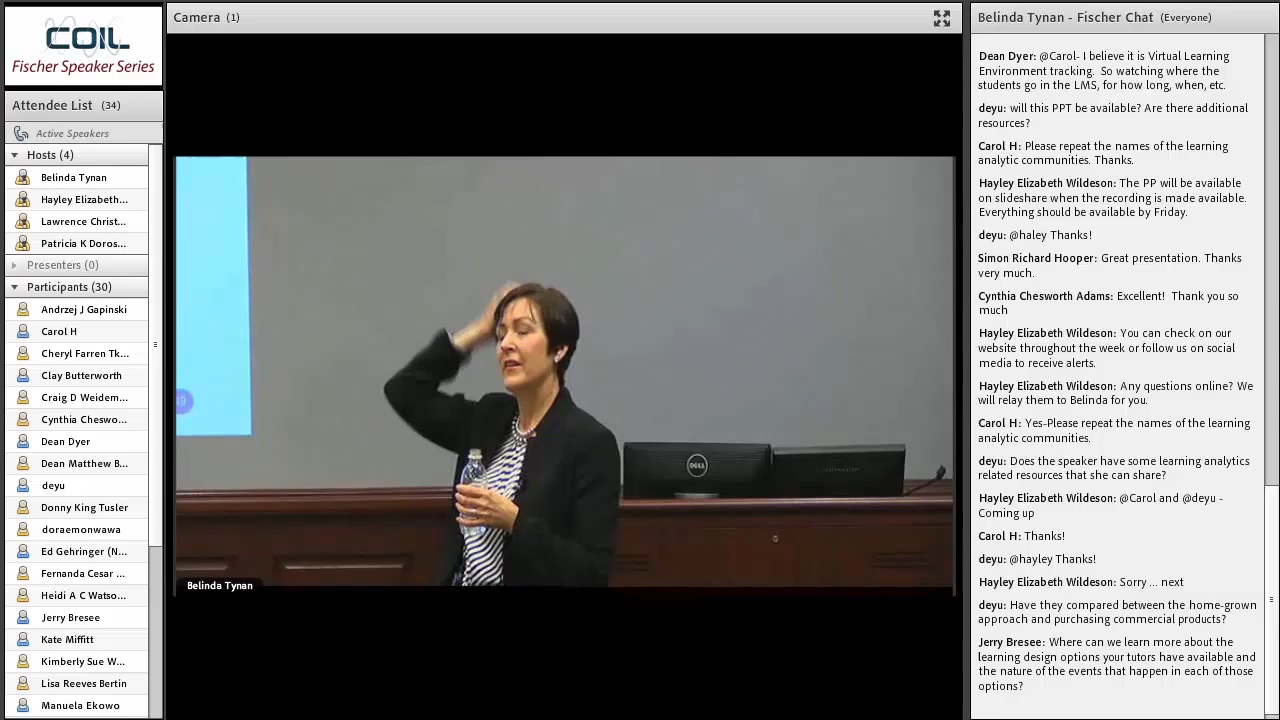 COIL
Fischer Speaker Series
Attendee List (34)
Active Speakers
Hosts (4)
Belinda Tynan
Hayley Elizabeth...
Lawrence Christ...
Patricia K Doros...
Presenters (0)
Participants (30)
Andrzej J Gapinski
Carol H
Cheryl Farren Tk...
Clay Butterworth
Craig D Weidem...
Cynthia Cheswo...
Dean Dyer
Dean Matthew B...
deyu
Donny King Tusler
doraemonwawa
Ed Gehringer (N...
Fernanda Cesar ...
Heidi A C Watso...
Jerry Bresee
Kate Miffitt
Kimberly Sue W...
Lisa Reeves Bertin
Manuela Ekowo
Camera (1)
49
DELL
Belinda Tynan
Belinda Tynan - Fischer Chat (Everyone)
Dean Dyer: @Carol- I believe it is Virtual Learning
Environment tracking. So watching where the
students go in the LMS, for how long, when, etc.
deyu: will this PPT be available? Are there additional
resources?
Carol H: Please repeat the names of the learning
analytic communities. Thanks.
Hayley Elizabeth Wildeson: The PP will be available
on slideshare when the recording is made available.
Everything should be available by Friday.
deyu: @haley Thanks!
Simon Richard Hooper: Great presentation. Thanks
very much.
Cynthia Chesworth Adams: Excellent! Thank you so
much
Hayley Elizabeth Wildeson: You can check on our
website throughout the week or follow us on social
media to receive alerts.
Hayley Elizabeth Wildeson: Any questions online? We
will relay them to Belinda for you.
Carol H: Yes-Please repeat the names of the learning
analytic communities.
deyu: Does the speaker have some learning analytics
related resources that she can share?
Hayley Elizabeth Wildeson: @Carol and @deyu -
Coming up
Carol H: Thanks!
deyu: @hayley Thanks!
Hayley Elizabeth Wildeson: Sorry ... next
deyu: Have they compared between the home-grown
approach and purchasing commercial products?
Jerry Bresee: Where can we learn more about the
learning design options your tutors have available and
the nature of the events that happen in each of those
options?